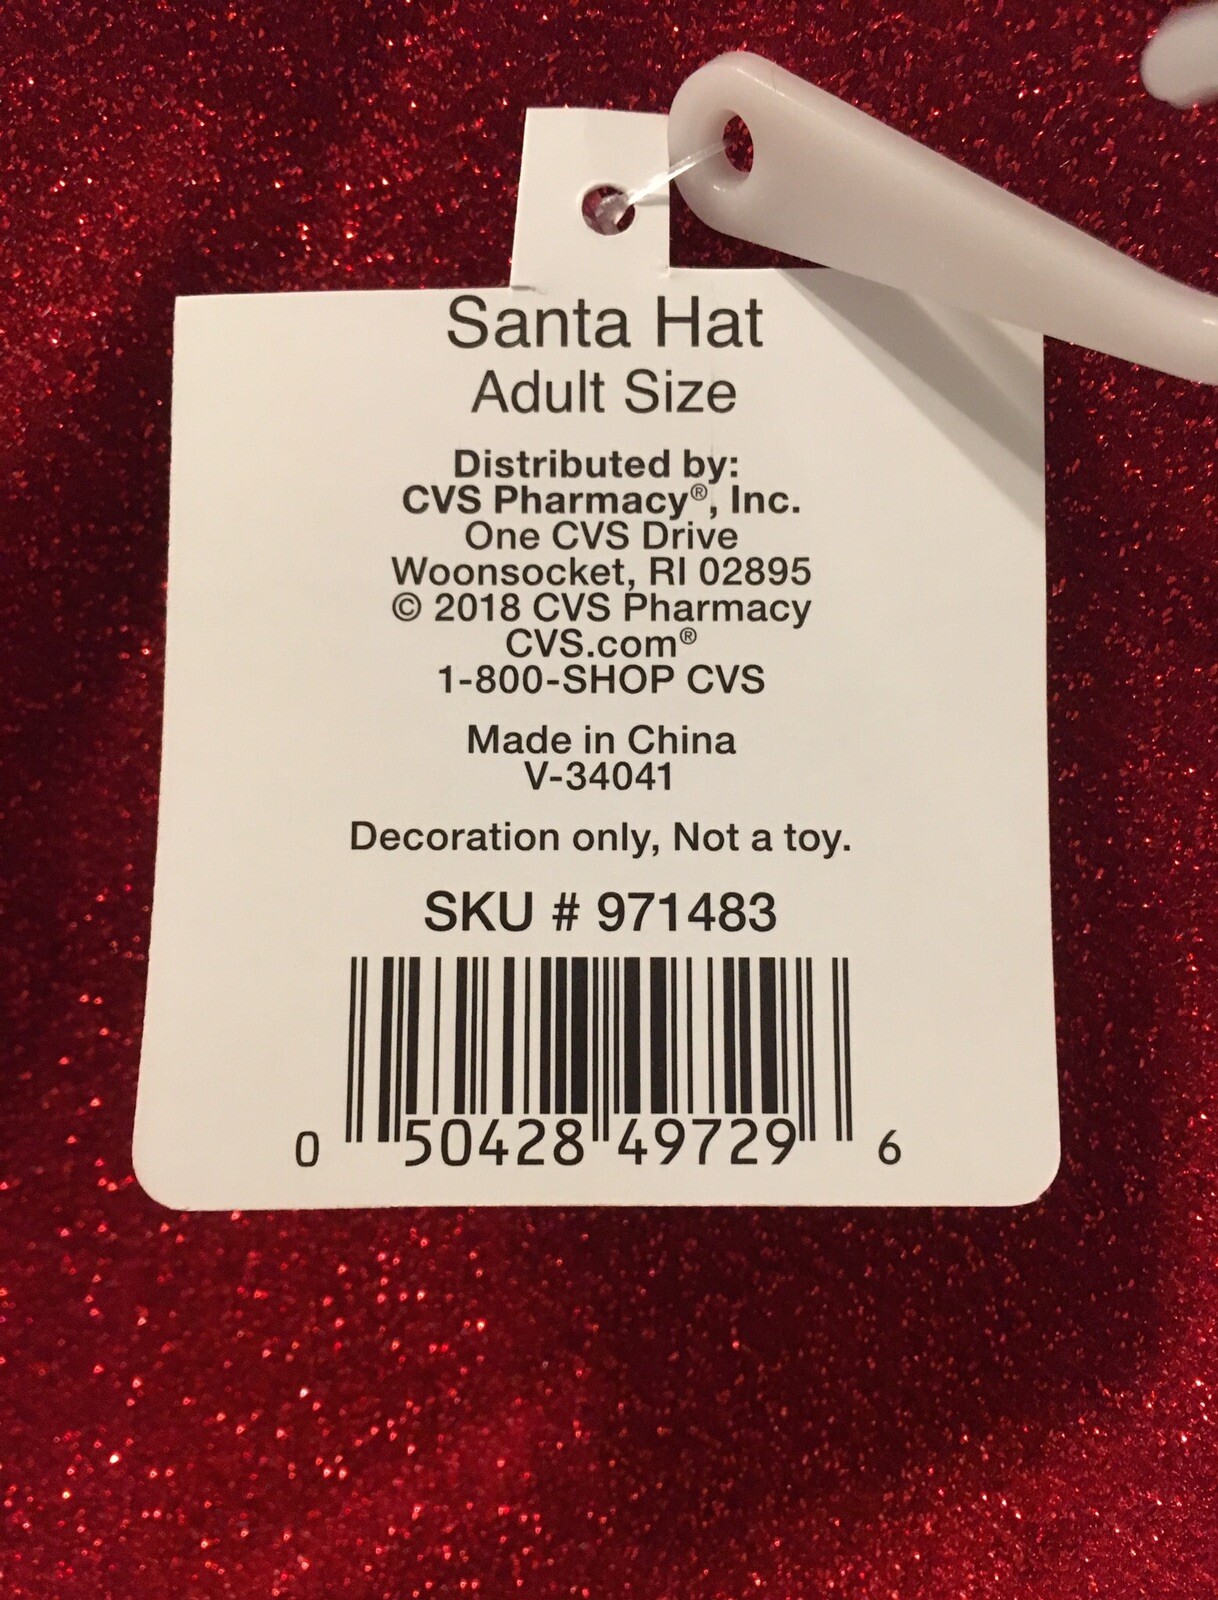 Santa Hat
Adult Size
Distributed by:
CVS Pharmacy®, Inc.
One CVS Drive
Woonsocket, RI 02895
© 2018 CVS Pharmacy
CVS.com®
1-800-SHOP CVS
Made in China
V-34041
Decoration only, Not a toy.
SKU # 971483
0 50428 49729 6